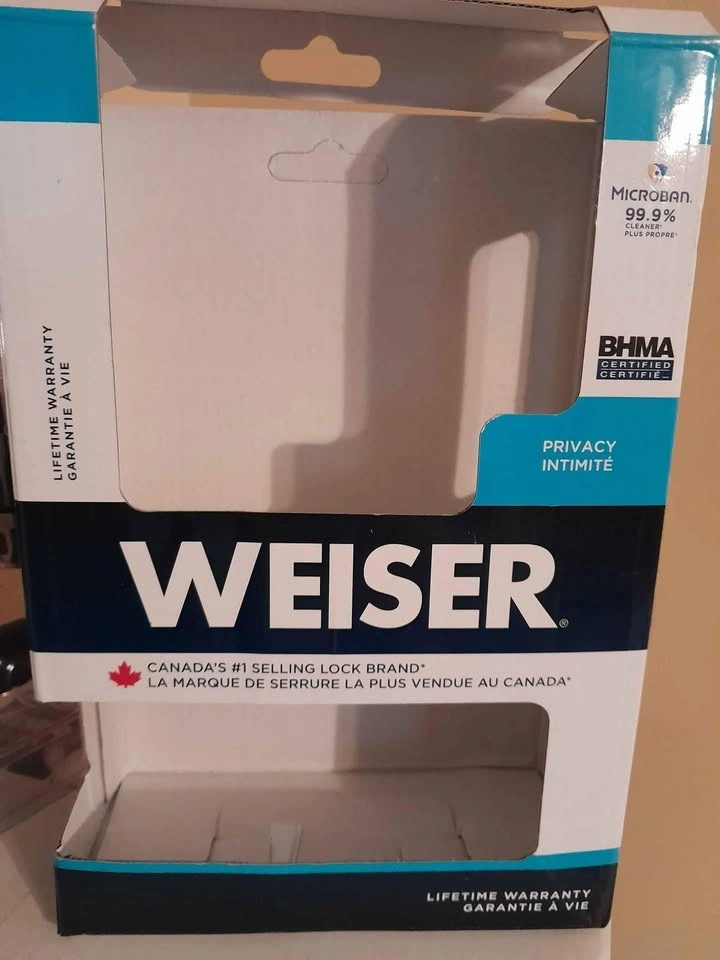 MICROBAN.
99.9%
CLEANER*
PLUS PROPRE*
BHMA
CERTIFIED
CERTIFIÉ
LIFETIME WARRANTY
GARANTIE À VIE
PRIVACY
INTIMITÉ
WEISER®
CANADA'S #1 SELLING LOCK BRAND*
LA MARQUE DE SERRURE LA PLUS VENDUE AU CANADA*
LIFETIME WARRANTY
GARANTIE À VIE